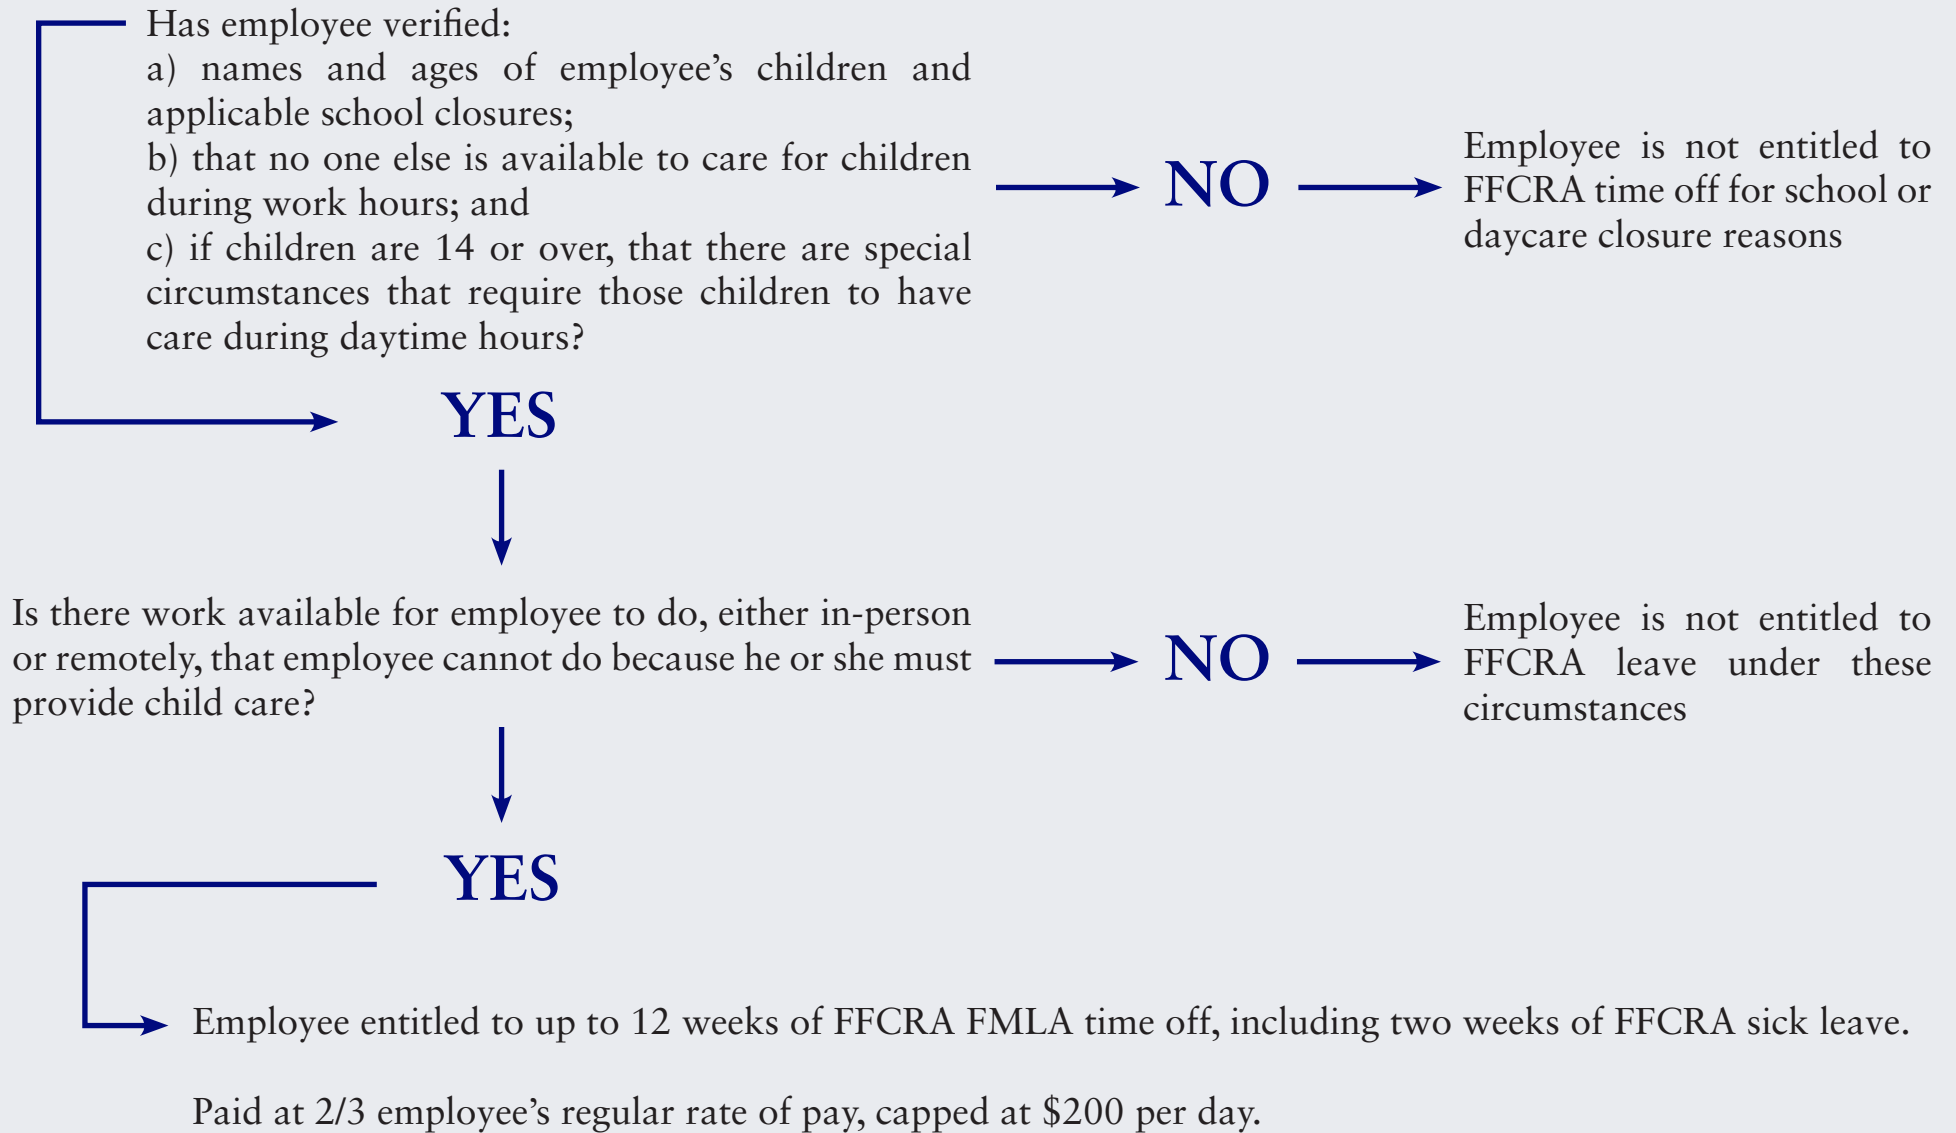 Has employee verified:
a) names and ages of employee’s children and
applicable school closures;
b) that no one else is available to care for children
during work hours; and
c) if children are 14 or over, that there are special
circumstances that require those children to have
care during daytime hours?
NO
Employee is not entitled to
FFCRA time off for school or
daycare closure reasons
YES
Is there work available for employee to do, either in-person
or remotely, that employee cannot do because he or she must
provide child care?
NO
Employee is not entitled to
FFCRA leave under these
circumstances
YES
Employee entitled to up to 12 weeks of FFCRA FMLA time off, including two weeks of FFCRA sick leave.
Paid at 2/3 employee’s regular rate of pay, capped at $200 per day.